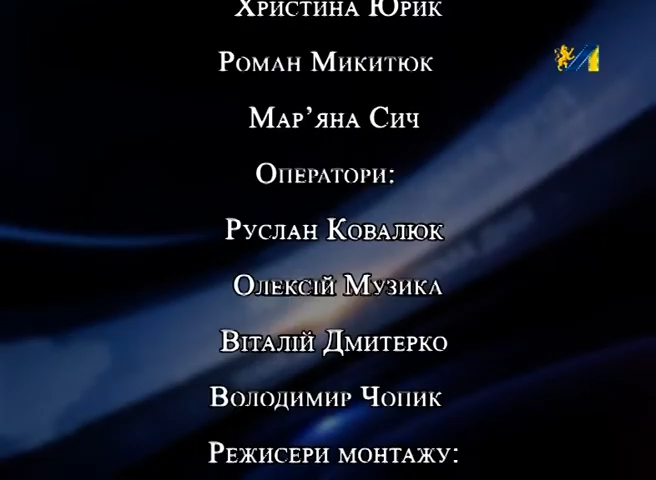 Христина Юрик
Роман Микитюк
Мар’яна Сич
Оператори:
Руслан Ковалюк
Олексій Музика
Віталій Дмитерко
Володимир Чопик
Режисери монтажу: